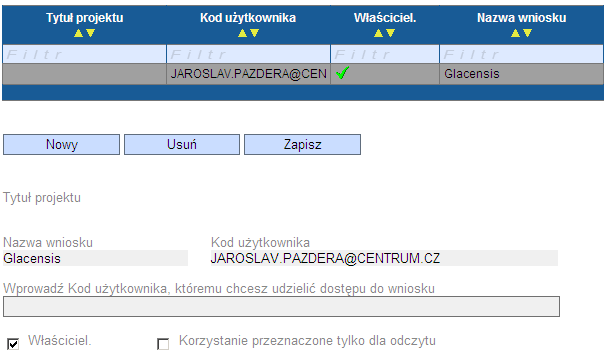 Tytuł projektu Kod użytkownika Właściciel. Nazwa wniosku
Filtr Filtr Filtr Filtr
JAROSLAV.PAZDERA@CEN Glacensis
Nowy Usuń Zapisz
Tytuł projektu
Nazwa wniosku Kod użytkownika
Glacensis JAROSLAV.PAZDERA@CENTRUM.CZ
Wprowadź Kod użytkownika, któremu chcesz udzielić dostępu do wniosku
Właściciel. Korzystanie przeznaczone tylko dla odczytu